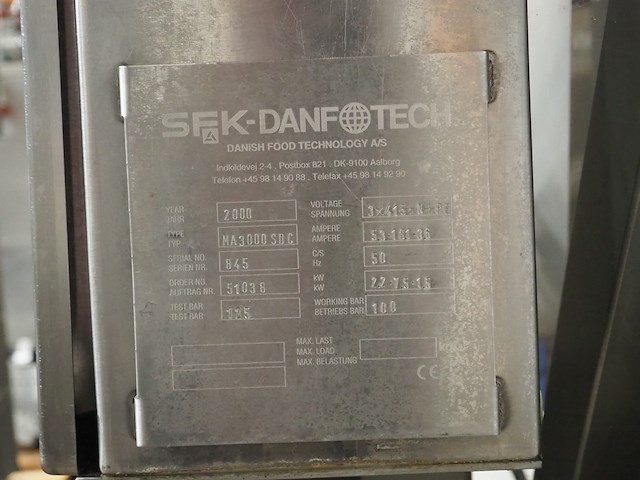 SFK-DANFOTECH
DANISH FOOD TECHNOLOGY A/S
Indkildevej 2-4 . Postbox 821 . DK-9100 Aalborg
Telefon +45 98 14 90 88 . Telefax +45 98 14 92 90
YEAR 2000 VOLTAGE
JAHR SPANNUNG
TYPE MA3000 AMPERE
TYP AMPERE
SERIAL NO. 845 C/S 50
SERIEN NR. Hz
ORDER NO. 51038 kW
AUFTRAG NR. kW
TEST BAR WORKING BAR 100
TEST BAR BETRIEBS BAR
MAX. LAST
MAX. LOAD
MAX. BELASTUNG
CE